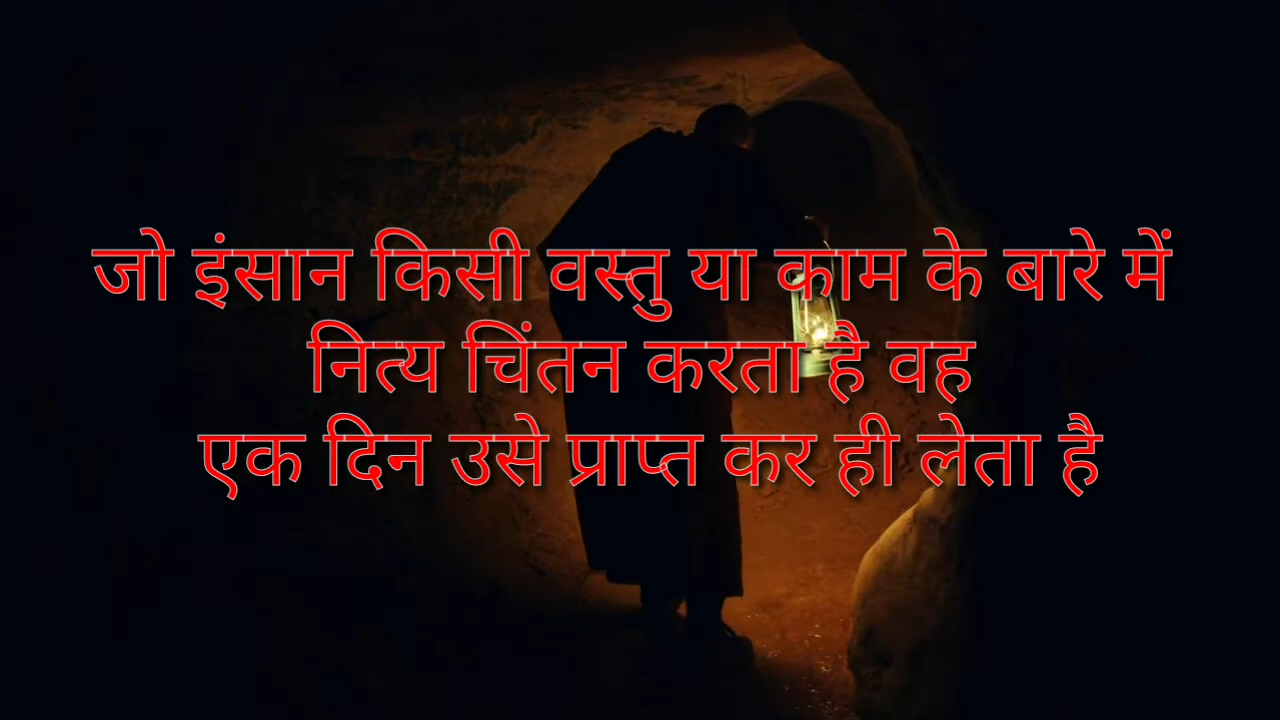 जो इंसान किसी वस्तु या काम के बारे में
नित्य चिंतन करता है वह
एक दिन उसे प्राप्त कर ही लेता है